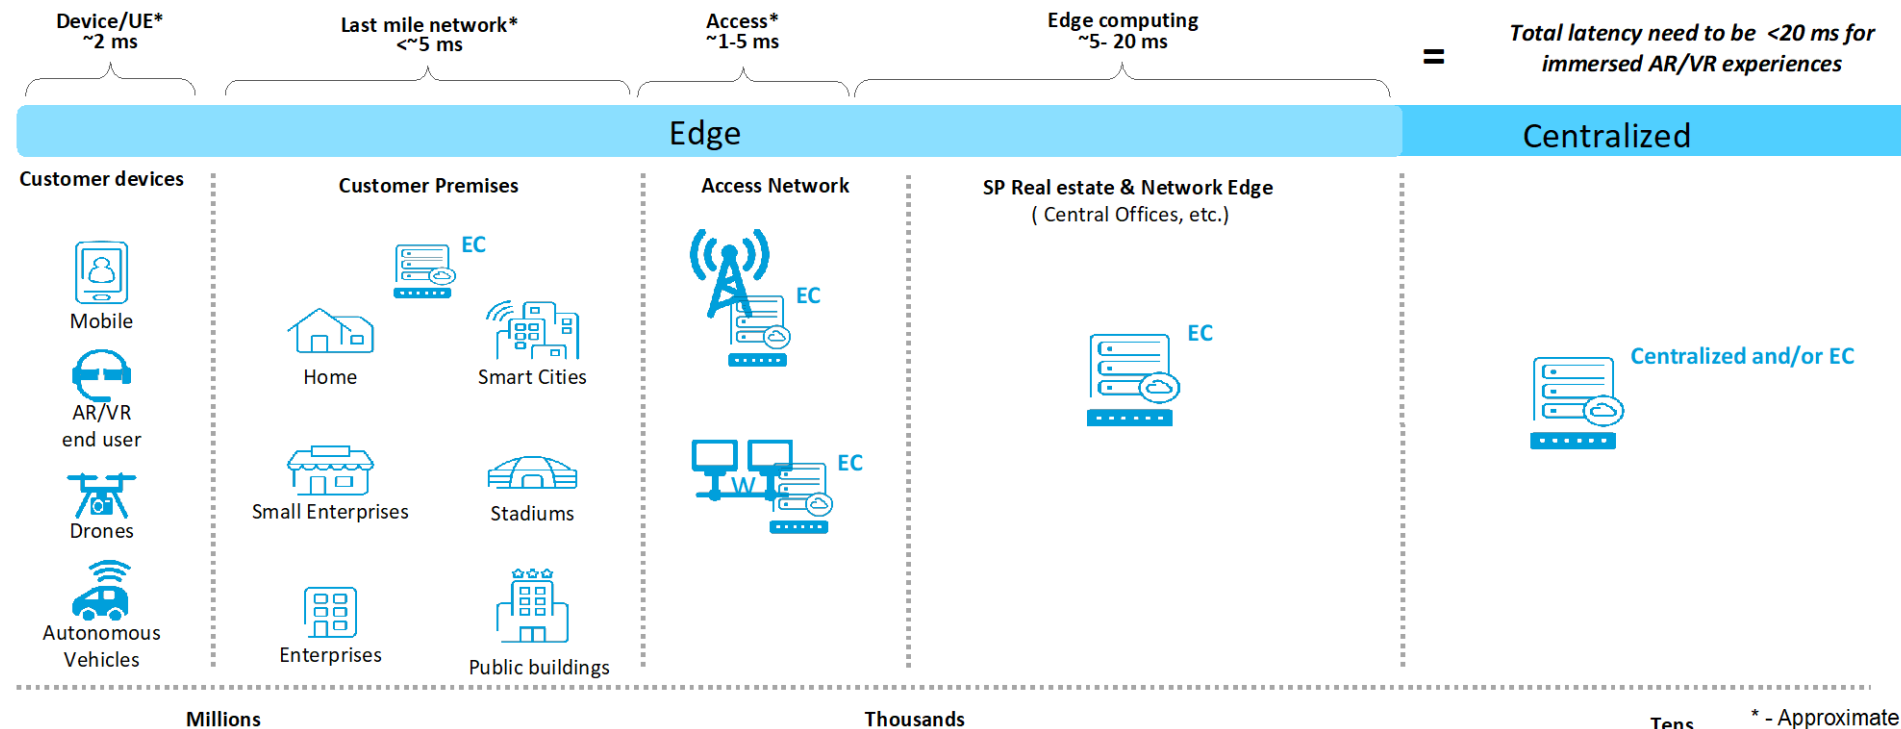 Device/UE*
~2 ms
Last mile network*
<~5 ms
Access*
~1-5 ms
Edge computing
~5- 20 ms
=
Total latency need to be  <20 ms for
immersed AR/VR experiences
Edge
Centralized
Customer devices
Customer Premises
Access Network
SP Real estate & Network Edge
( Central Offices, etc.)
Mobile
AR/VR
end user
Drones
Autonomous
Vehicles
EC
Home
Smart Cities
Small Enterprises
Stadiums
Enterprises
Public buildings
EC
W
EC
EC
Centralized and/or EC
Millions
Thousands
Tens
* - Approximate